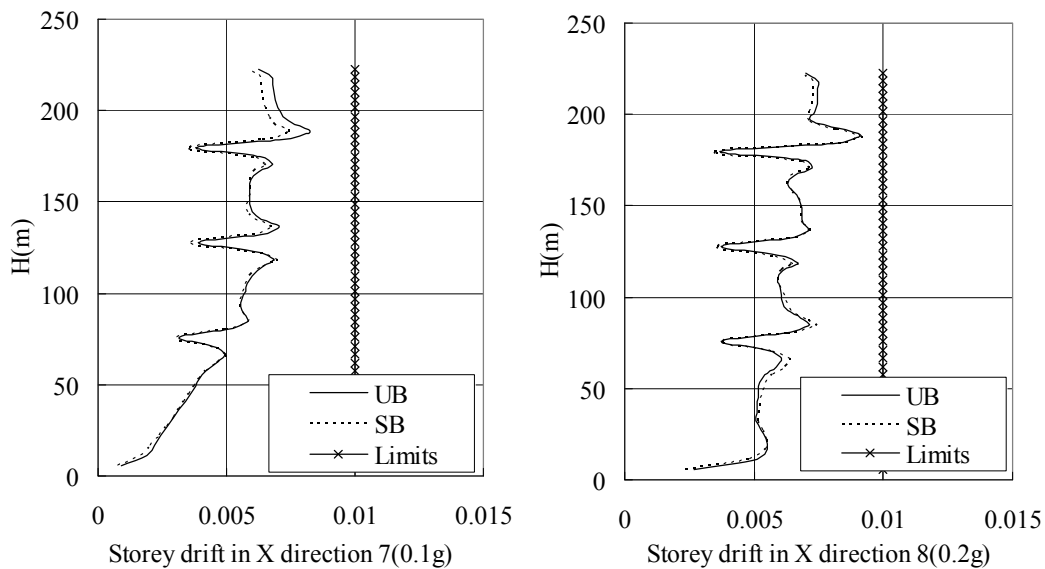 250
200
150
100
50
0
H(m)
UB
SB
Limits
0 0.005 0.01 0.015
Storey drift in X direction 7(0.1g)
250
200
150
100
50
0
H(m)
UB
SB
Limits
0 0.005 0.01 0.015
Storey drift in X direction 8(0.2g)